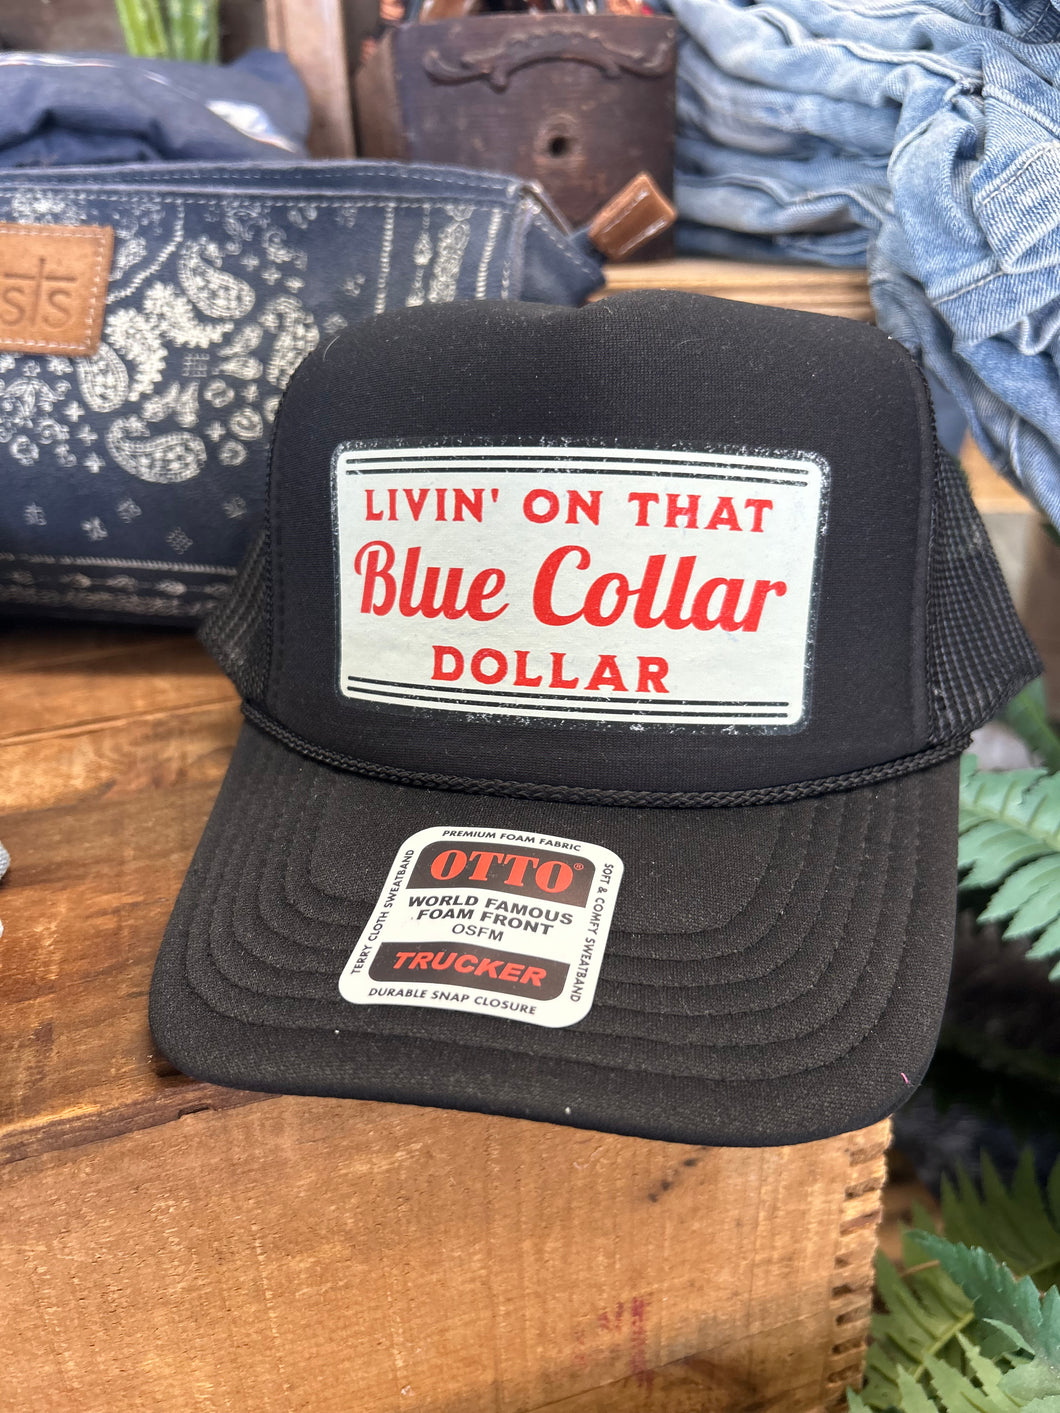 sts
LIVIN' ON THAT
Blue Collar
DOLLAR
PREMIUM FOAM FABRIC
OTTO®
WORLD FAMOUS
FOAM FRONT
OSFM
TRUCKER
DURABLE SNAP CLOSURE
TERRY CLOTH SWEATBAND
SOFT & COMFY SWEATBAND